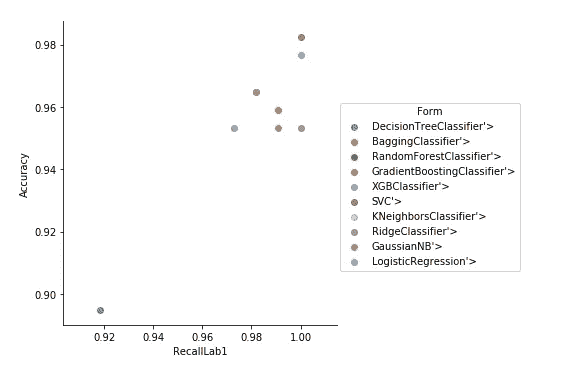 0.98
0.96
0.94
0.92
0.90
Accuracy
0.92 0.94 0.96 0.98 1.00
RecallLab1
Form
DecisionTreeClassifier'>
BaggingClassifier'>
RandomForestClassifier'>
GradientBoostingClassifier'>
XGBClassifier'>
SVC'>
KNeighborsClassifier'>
RidgeClassifier'>
GaussianNB'>
LogisticRegression'>